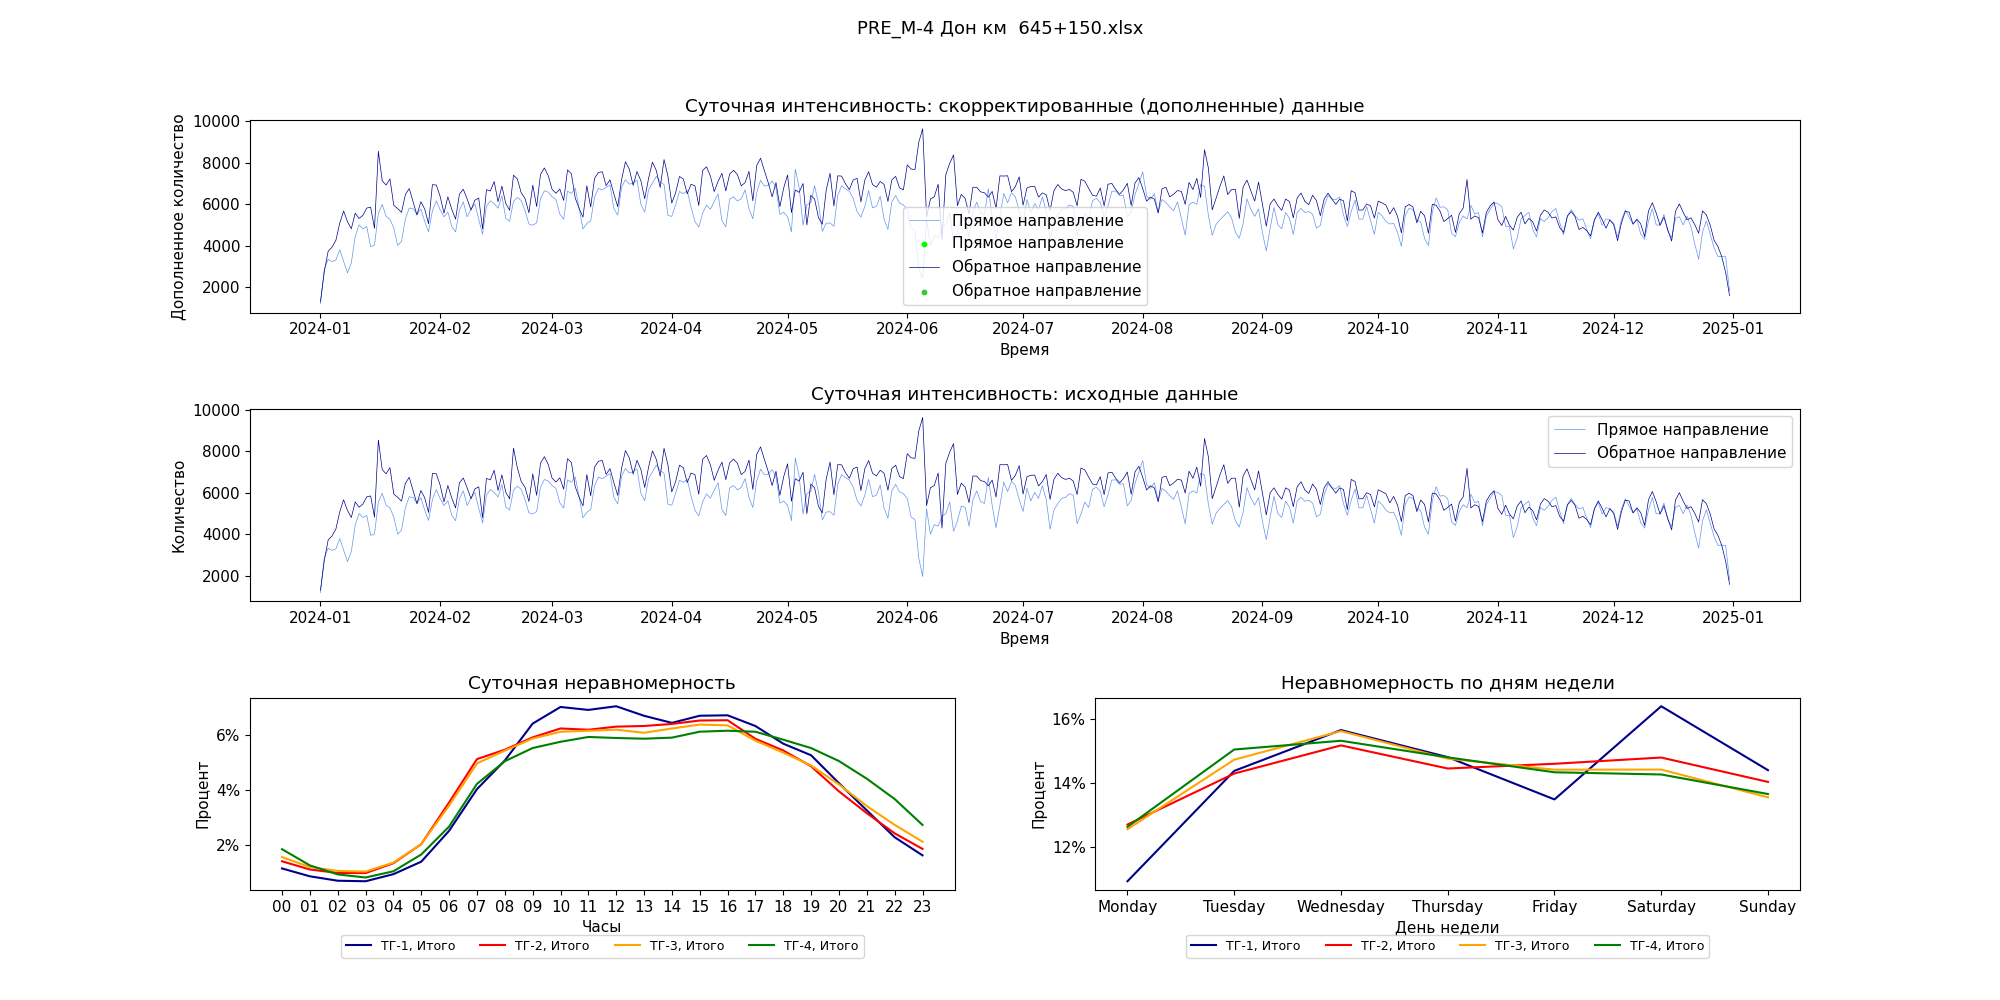 PRE_М-4 Дон км  645+150.xlsx
Суточная интенсивность: скорректированные (дополненные) данные
Дополненное количество
10000
8000
6000
4000
2000
Прямое направление
Прямое направление
Обратное направление
Обратное направление
2024-01 2024-02 2024-03 2024-04 2024-05 2024-06 2024-07 2024-08 2024-09 2024-10 2024-11 2024-12 2025-01
Время
Суточная интенсивность: исходные данные
Количество
10000
8000
6000
4000
2000
Прямое направление
Обратное направление
2024-01 2024-02 2024-03 2024-04 2024-05 2024-06 2024-07 2024-08 2024-09 2024-10 2024-11 2024-12 2025-01
Время
Суточная неравномерность
Процент
6%
4%
2%
00 01 02 03 04 05 06 07 08 09 10 11 12 13 14 15 16 17 18 19 20 21 22 23
Часы
ТГ-1, Итого ТГ-2, Итого ТГ-3, Итого ТГ-4, Итого
Неравномерность по дням недели
Процент
16%
14%
12%
Monday Tuesday Wednesday Thursday Friday Saturday Sunday
День недели
ТГ-1, Итого ТГ-2, Итого ТГ-3, Итого ТГ-4, Итого